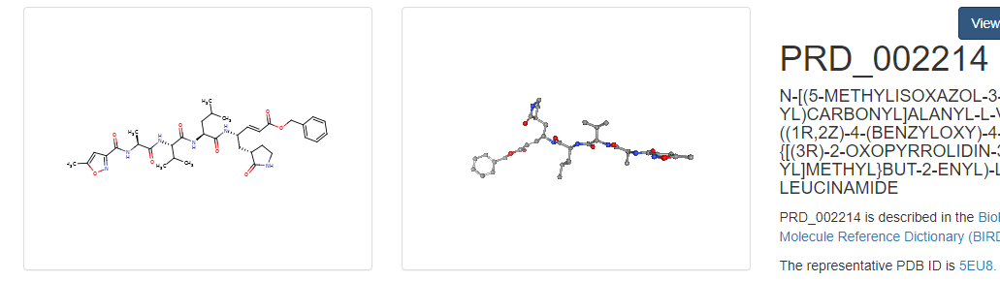 View
PRD_002214
N-[(5-METHYLISOXAZOL-3-
YL)CARBONYL]ALANYL-L-V
((1R,2Z)-4-(BENZYLOXY)-4-
{[(3R)-2-OXOPYRROLIDIN-3
YL]METHYL}BUT-2-ENYL)-L
LEUCINAMIDE
PRD_002214 is described in the Biol
Molecule Reference Dictionary (BIRD
The representative PDB ID is 5EU8.